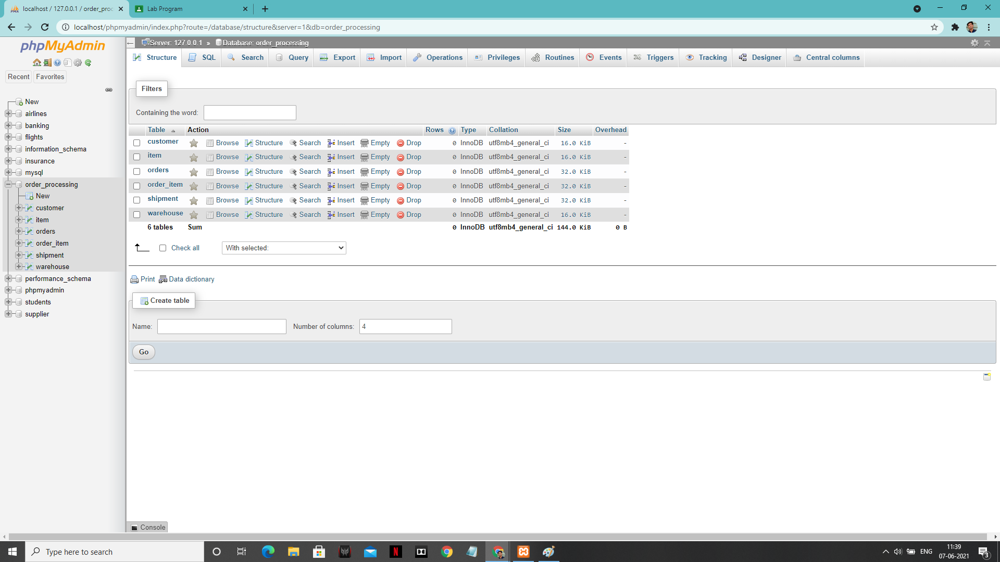 localhost / 127.0.0.1 / order_proc
Lab Program
localhost/phpmyadmin/index.php?route=/database/structure&server=1&db=order_processing
phpMyAdmin
Server: 127.0.0.1 » Database: order_processing
Structure SQL Search Query Export Import Operations Privileges Routines Events Triggers Tracking Designer Central columns
Recent Favorites
New
airlines
banking
flights
information_schema
insurance
mysql
order_processing
New
customer
item
orders
order_item
shipment
warehouse
performance_schema
phpmyadmin
students
supplier
Filters
Containing the word:
Table Action Rows Type Collation Size Overhead
customer Browse Structure Search Insert Empty Drop 0 InnoDB utf8mb4_general_ci 16.0 KiB -
item Browse Structure Search Insert Empty Drop 0 InnoDB utf8mb4_general_ci 16.0 KiB -
orders Browse Structure Search Insert Empty Drop 0 InnoDB utf8mb4_general_ci 32.0 KiB -
order_item Browse Structure Search Insert Empty Drop 0 InnoDB utf8mb4_general_ci 32.0 KiB -
shipment Browse Structure Search Insert Empty Drop 0 InnoDB utf8mb4_general_ci 32.0 KiB -
warehouse Browse Structure Search Insert Empty Drop 0 InnoDB utf8mb4_general_ci 16.0 KiB -
6 tables Sum 0 InnoDB utf8mb4_general_ci 144.0 KiB 0 B
Check all With selected:
Print Data dictionary
Create table
Name: Number of columns: 4
Go
Console
Type here to search
ENG
11:39
07-06-2021
3